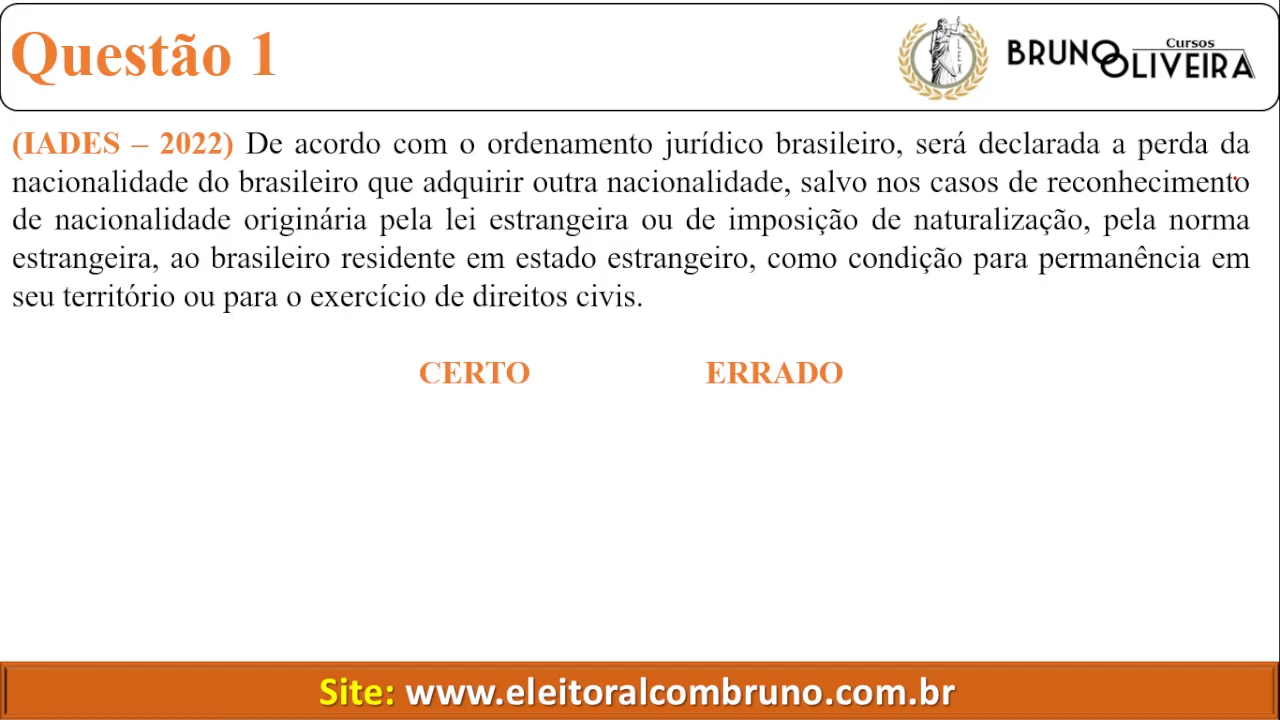 Questão 1
LEX
Cursos
BRUNO OLIVEIRA
(IADES – 2022) De acordo com o ordenamento jurídico brasileiro, será declarada a perda da
nacionalidade do brasileiro que adquirir outra nacionalidade, salvo nos casos de reconhecimento
de nacionalidade originária pela lei estrangeira ou de imposição de naturalização, pela norma
estrangeira, ao brasileiro residente em estado estrangeiro, como condição para permanência em
seu território ou para o exercício de direitos civis.
CERTO ERRADO
Site: www.eleitoralcombruno.com.br